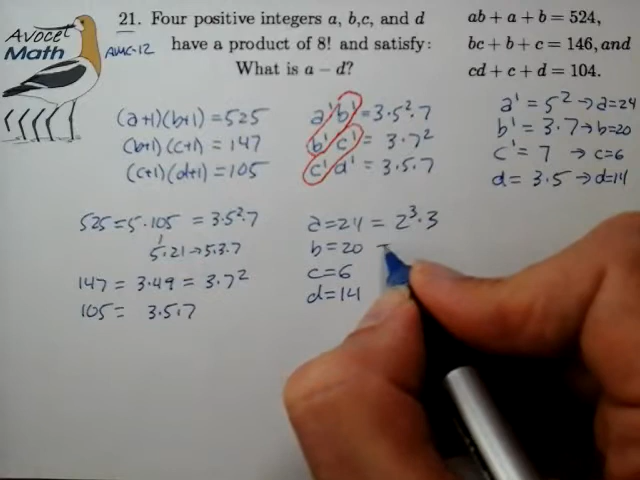 Avocet
Math
AMC-12
21. Four positive integers a, b,c, and d
have a product of 8! and satisfy:
What is a − d?
ab + a + b = 524,
bc + b + c = 146, and
cd + c + d = 104.
(a+1)(b+1) = 525
(b+1)(c+1) = 147
(c+1)(d+1) = 105
a'b' = 3·5²·7
b'c' = 3·7²
c'd' = 3·5·7
a' = 5² → a=24
b' = 3·7 → b=20
c' = 7 → c=6
d = 3·5 → d=14
525 = 5·105 = 3·5²·7
5·21 → 5·3·7
147 = 3·49 = 3·7²
105 = 3·5·7
a=24 = 2³·3
b=20
c=6
d=14